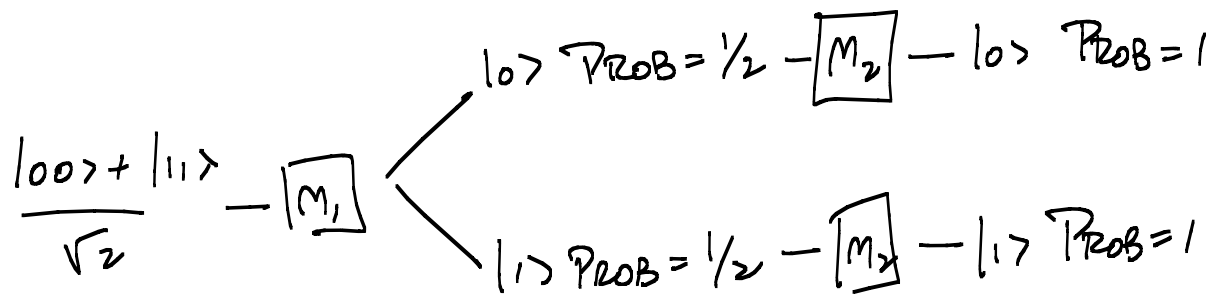 |0> PROB = 1/2 — M₂ — |0> PROB = 1
|00> + |11>
√2
— M₁
|1> PROB = 1/2 — M₂ — |1> PROB = 1